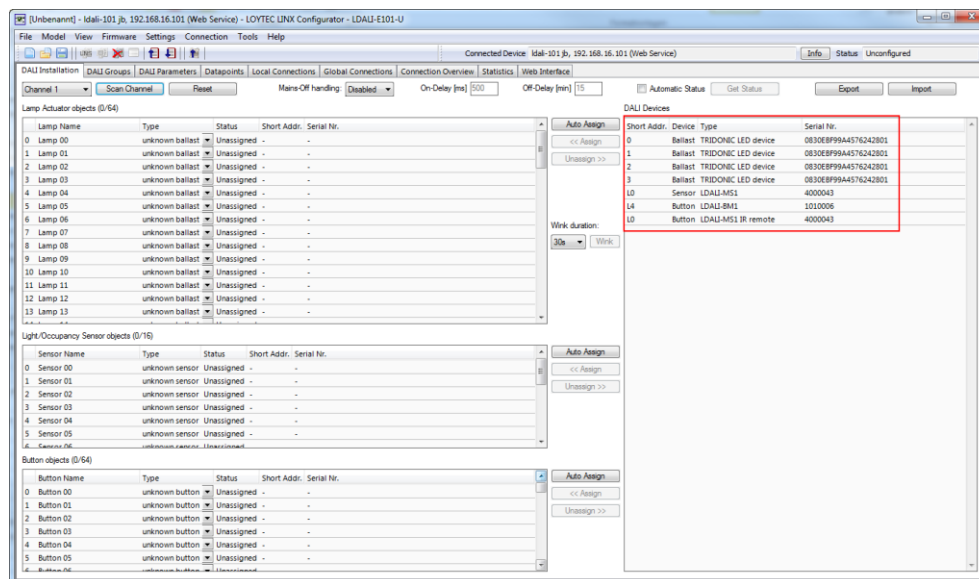 [Unbenannt] - ldali-101 jb, 192.168.16.101 (Web Service) - LOYTEC LINX Configurator - LDALI-E101-U
File Model View Firmware Settings Connection Tools Help
Connected Device: ldali-101 jb, 192.168.16.101 (Web Service) Info Status Unconfigured
DALI Installation DALI Groups DALI Parameters Datapoints Local Connections Global Connections Connection Overview Statistics Web Interface
Channel 1 Scan Channel Reset Mains-Off handling: Disabled On-Delay [ms] 500 Off-Delay [min] 15 Automatic Status Get Status Export Import
Lamp Actuator objects (0/64)
Lamp Name Type Status Short Addr. Serial Nr.
0 Lamp 00 unknown ballast Unassigned - -
1 Lamp 01 unknown ballast Unassigned - -
2 Lamp 02 unknown ballast Unassigned - -
3 Lamp 03 unknown ballast Unassigned - -
4 Lamp 04 unknown ballast Unassigned - -
5 Lamp 05 unknown ballast Unassigned - -
6 Lamp 06 unknown ballast Unassigned - -
7 Lamp 07 unknown ballast Unassigned - -
8 Lamp 08 unknown ballast Unassigned - -
9 Lamp 09 unknown ballast Unassigned - -
10 Lamp 10 unknown ballast Unassigned - -
11 Lamp 11 unknown ballast Unassigned - -
12 Lamp 12 unknown ballast Unassigned - -
13 Lamp 13 unknown ballast Unassigned - -
Auto Assign
<< Assign
Unassign >>
Wink duration:
30s Wink
DALI Devices
Short Addr. Device Type Serial Nr.
0 Ballast TRIDONIC LED device 0830EBF99A4576242801
1 Ballast TRIDONIC LED device 0830EBF99A4576242801
2 Ballast TRIDONIC LED device 0830EBF99A4576242801
3 Ballast TRIDONIC LED device 0830EBF99A4576242801
L0 Sensor LDALI-MS1 4000043
L4 Button LDALI-BM1 1010006
L0 Button LDALI-MS1 IR remote 4000043
Light/Occupancy Sensor objects (0/16)
Sensor Name Type Status Short Addr. Serial Nr.
0 Sensor 00 unknown sensor Unassigned - -
1 Sensor 01 unknown sensor Unassigned - -
2 Sensor 02 unknown sensor Unassigned - -
3 Sensor 03 unknown sensor Unassigned - -
4 Sensor 04 unknown sensor Unassigned - -
5 Sensor 05 unknown sensor Unassigned - -
6 Sensor 06 unknown sensor Unassigned
Auto Assign
<< Assign
Unassign >>
Button objects (0/64)
Button Name Type Status Short Addr. Serial Nr.
0 Button 00 unknown button Unassigned - -
1 Button 01 unknown button Unassigned - -
2 Button 02 unknown button Unassigned - -
3 Button 03 unknown button Unassigned - -
4 Button 04 unknown button Unassigned - -
5 Button 05 unknown button Unassigned - -
6 Button 06 unknown button Unassigned
Auto Assign
<< Assign
Unassign >>